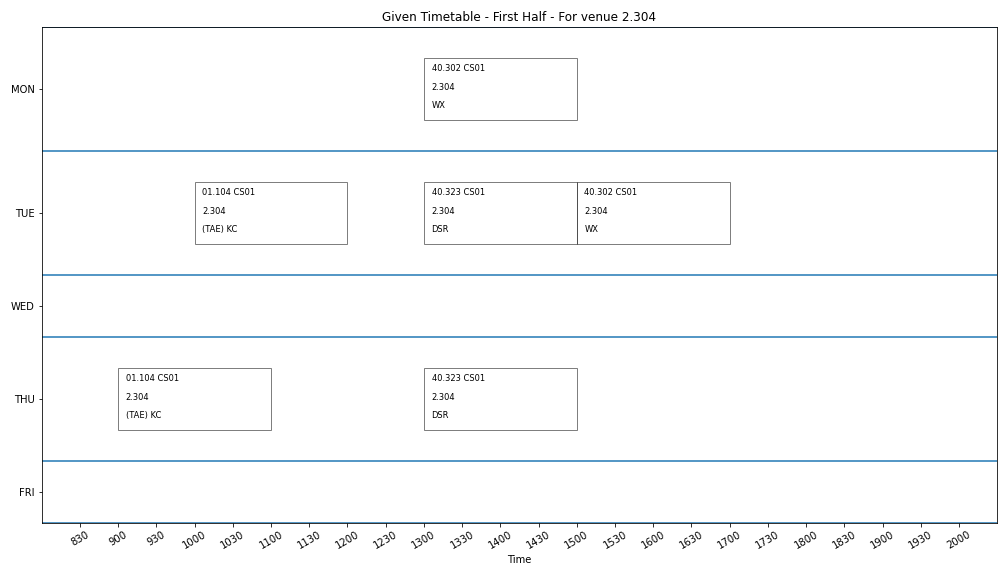 Given Timetable - First Half - For venue 2.304
MON
40.302 CS01
2.304
WX
TUE
01.104 CS01
2.304
(TAE) KC
40.323 CS01
2.304
DSR
40.302 CS01
2.304
WX
WED
THU
01.104 CS01
2.304
(TAE) KC
40.323 CS01
2.304
DSR
FRI
830 900 930 1000 1030 1100 1130 1200 1230 1300 1330 1400 1430 1500 1530 1600 1630 1700 1730 1800 1830 1900 1930 2000
Time